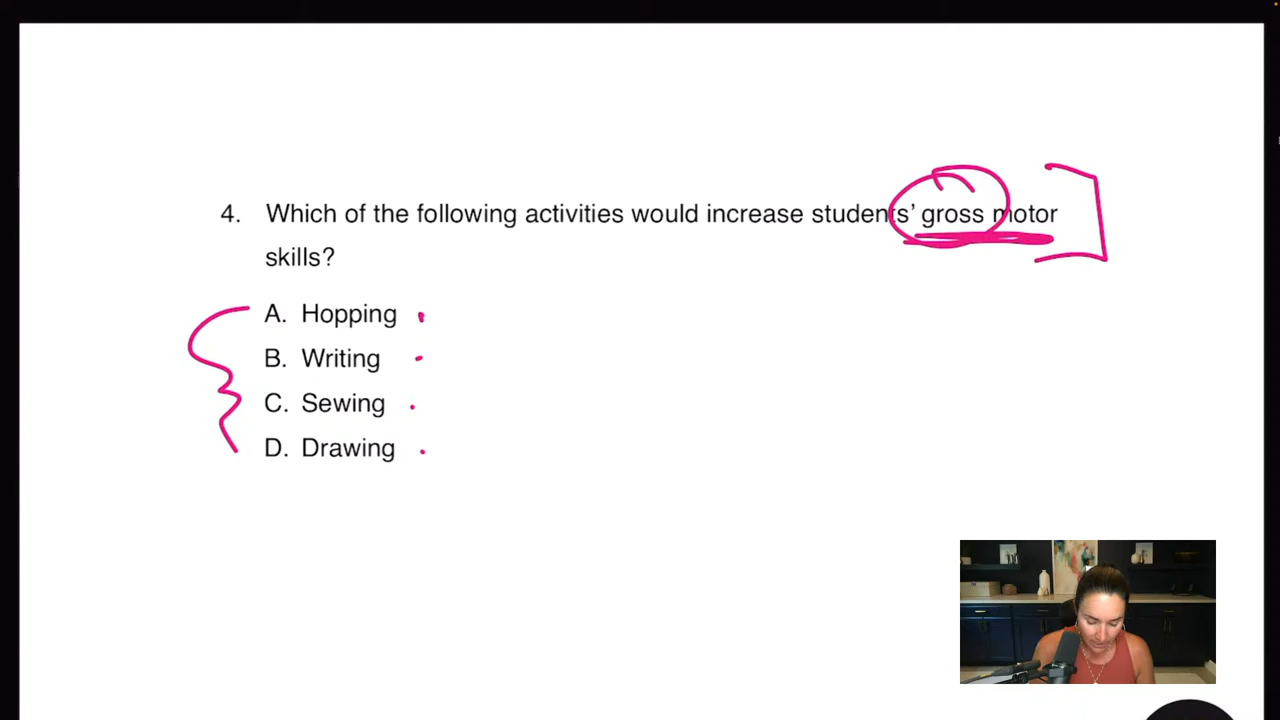 4. Which of the following activities would increase students’ gross motor
skills?
A. Hopping
B. Writing
C. Sewing
D. Drawing